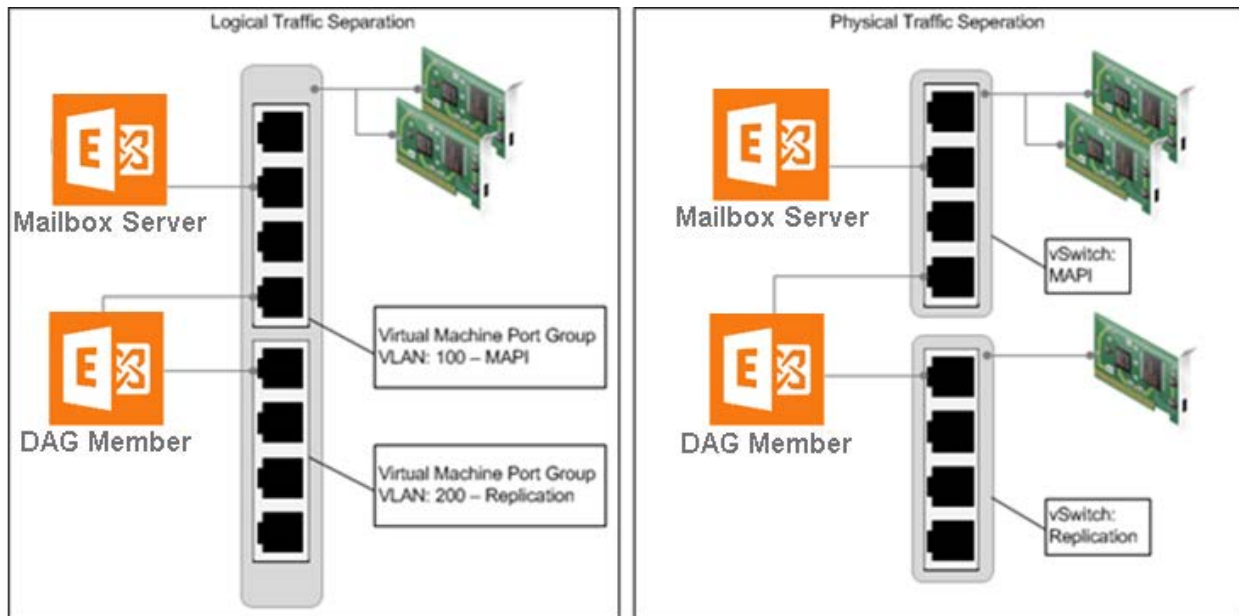 Logical Traffic Separation
E
Mailbox Server
E
DAG Member
Virtual Machine Port Group
VLAN: 100 – MAPI
Virtual Machine Port Group
VLAN: 200 – Replication
Physical Traffic Seperation
E
Mailbox Server
vSwitch:
MAPI
E
DAG Member
vSwitch:
Replication